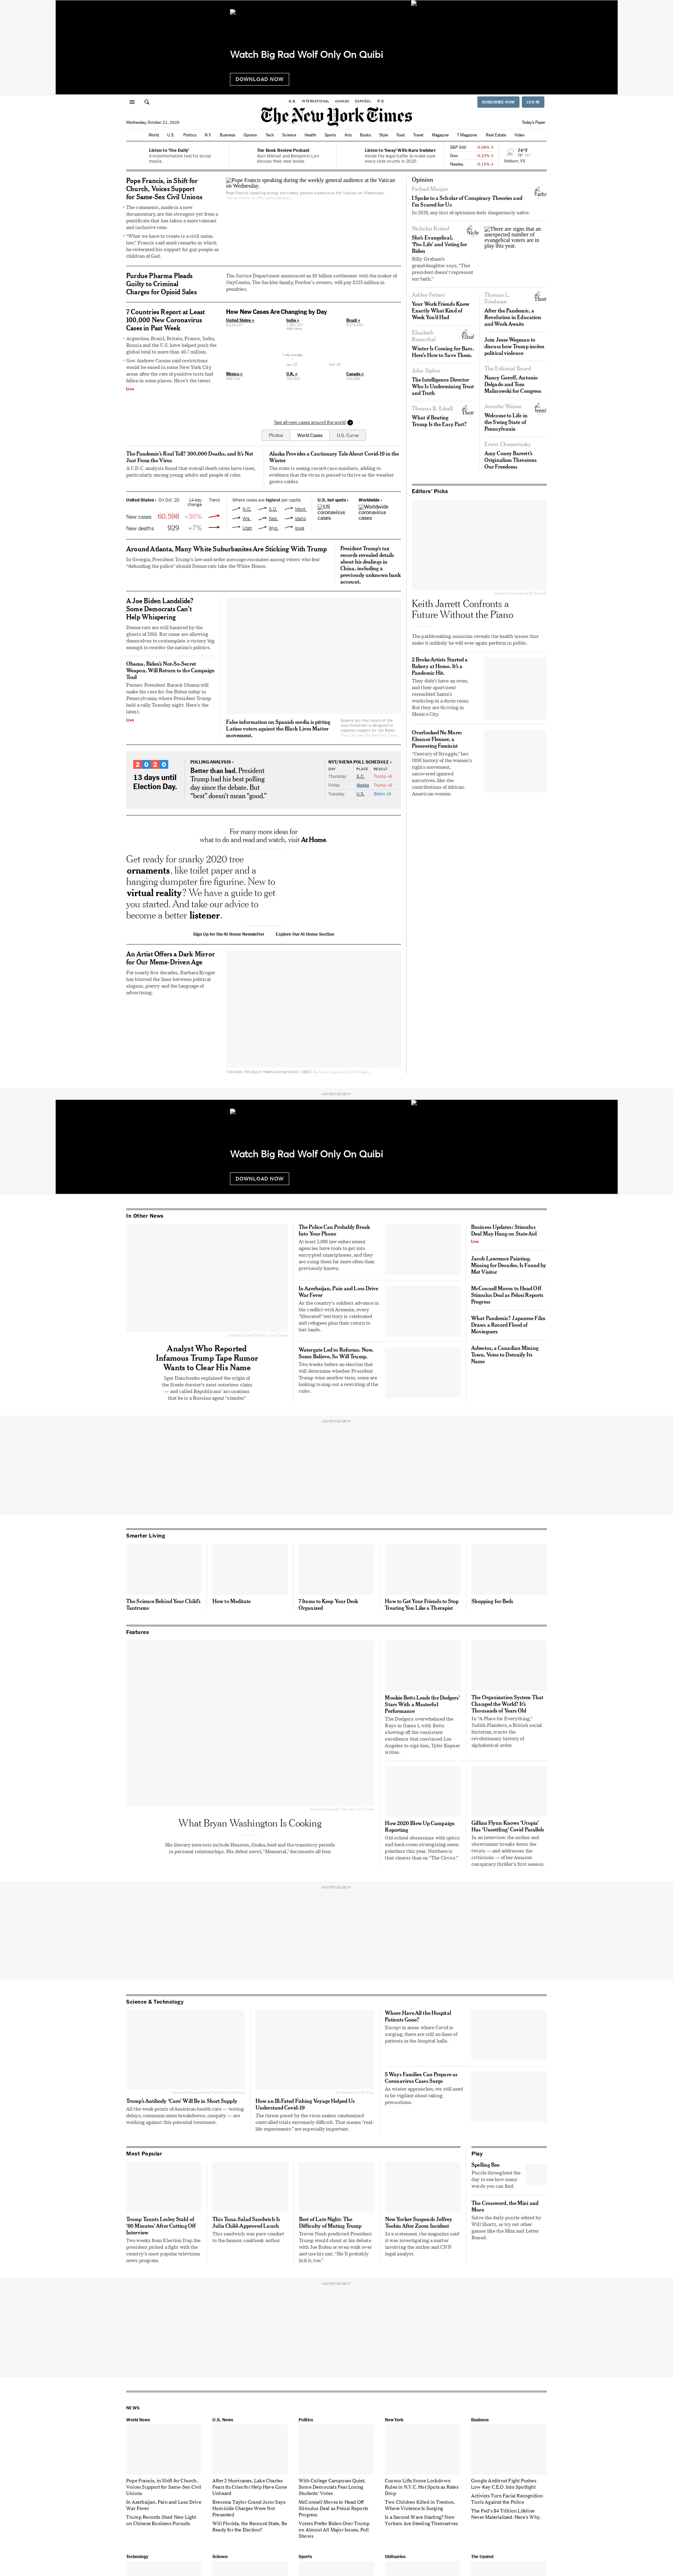 Watch Big Rad Wolf Only On Quibi
DOWNLOAD NOW
U.S. INTERNATIONAL CANADA ESPAÑOL 中文
SUBSCRIBE NOW LOG IN
The New York Times
Wednesday, October 21, 2020
Today's Paper
World U.S. Politics N.Y. Business Opinion Tech Science Health Sports Arts Books Style Food Travel Magazine T Magazine Real Estate Video
Listen to 'The Daily'
A misinformation test for social media.
The Book Review Podcast
Listen to 'Sway' With Kara Swisher
Inside the legal battle to make sure every vote counts in 2020.
Pope Francis, in Shift for
Church, Voices Support
for Same-Sex Civil Unions
The comments, made in a new
documentary, are the strongest yet from a
pontificate that has taken a more tolerant
and inclusive tone.
"What we have to create is a civil union
law," Francis said amid remarks in which
he reiterated his support for gay people as
children of God.
Pope Francis speaking during the weekly general audience at the Vatican
on Wednesday.
Purdue Pharma Pleads
Guilty to Criminal
Charges for Opioid Sales
The Justice Department announced an $8 billion settlement with the maker of
OxyContin. The Sackler family, Purdue's owners, will pay $225 million in
penalties.
7 Countries Report at Least
100,000 New Coronavirus
Cases in Past Week
Argentina, Brazil, Britain, France, India,
Russia and the U.S. have helped push the
global total to more than 40.7 million.
Gov. Andrew Cuomo said restrictions
would be eased in some New York City
areas after the rate of positive tests had
fallen in some places. Here's the latest.
Live
How New Cases Are Changing by Day
United States »
India »
Brazil »
Mexico »
U.K. »
Canada »
See all new cases around the world
Photos World Cases U.S. Curve
The Pandemic's Real Toll? 300,000 Deaths, and It's Not
Just From the Virus
A C.D.C. analysis found that overall death rates have risen,
particularly among young adults and people of color.
Alaska Provides a Cautionary Tale About Covid-19 in the
Winter
The state is seeing record case numbers, adding to
evidence that the virus is poised to thrive as the weather
grows colder.
United States › On Oct. 20 14-day change Trend
New cases 60,598 +36%
New deaths 929 +7%
Where cases are highest per capita
N.D. S.D. Mont.
Wis. Neb. Idaho
Utah Wyo. Iowa
U.S. hot spots ›
US coronavirus cases
Worldwide ›
Worldwide coronavirus cases
Around Atlanta, Many White Suburbanites Are Sticking With Trump
In Georgia, President Trump's law and order message resonates among voters who fear
"defunding the police" should Democrats take the White House.
President Trump's tax
records revealed details
about his dealings in
China, including a
previously unknown bank
account.
A Joe Biden Landslide?
Some Democrats Can't
Help Whispering
Democrats are still haunted by the
ghosts of 2016. But some are allowing
themselves to contemplate a victory big
enough to reorder the nation's politics.
Obama, Biden's Not-So-Secret
Weapon, Will Return to the Campaign
Trail
Former President Barack Obama will
make his case for Joe Biden today in
Pennsylvania, where President Trump
held a rally Tuesday night. Here's the
latest.
Live
False information on Spanish media is pitting
Latino voters against the Black Lives Matter
movement.
2020
13 days until
Election Day.
POLLING ANALYSIS ›
Better than bad. President
Trump had his best polling
day since the debate. But
"best" doesn't mean "good."
NYT/SIENA POLL SCHEDULE ›
DAY PLACE RESULT
Thursday S.C. Trump +8
Friday Alaska Trump +6
Tuesday U.S. Biden +9
For many more ideas for
what to do and read and watch, visit At Home.
Get ready for snarky 2020 tree
ornaments, like toilet paper and a
hanging dumpster fire figurine. New to
virtual reality? We have a guide to get
you started. And take our advice to
become a better listener.
Sign Up for the At Home Newsletter Explore Our At Home Section
An Artist Offers a Dark Mirror
for Our Meme-Driven Age
For nearly five decades, Barbara Kruger
has blurred the lines between political
slogans, poetry and the language of
advertising.
Opinion
Farhad Manjoo
I Spoke to a Scholar of Conspiracy Theories and
I'm Scared for Us
In 2020, any hint of optimism feels dangerously naïve.
Nicholas Kristof
She's Evangelical,
'Pro-Life' and Voting for
Biden
Billy Graham's
granddaughter says, "This
president doesn't represent
our faith."
There are signs that an
unexpected number of
evangelical voters are in
play this year.
Ashley Fetters
Your Work Friends Knew
Exactly What Kind of
Week You'd Had
Elisabeth
Rosenthal
Winter Is Coming for Bars.
Here's How to Save Them.
John Sipher
The Intelligence Director
Who Is Undermining Trust
and Truth
Thomas B. Edsall
What if Beating
Trump Is the Easy Part?
Thomas L.
Friedman
After the Pandemic, a
Revolution in Education
and Work Awaits
Join Jesse Wegman to
discuss how Trump incites
political violence
The Editorial Board
Nancy Goroff, Antonio
Delgado and Tom
Malinowski for Congress
Jennifer Weiner
Welcome to Life in
the Swing State of
Pennsylvania
Erwin Chemerinsky
Amy Coney Barrett's
Originalism Threatens
Our Freedoms
Editors' Picks
Keith Jarrett Confronts a
Future Without the Piano
The pathbreaking musician reveals the health issues that
make it unlikely he will ever again perform in public.
2 Broke Artists Started a
Bakery at Home. It's a
Pandemic Hit.
They didn't have an oven,
and their apartment
resembled Santa's
workshop in a dorm room.
But they are thriving in
Mexico City.
Overlooked No More:
Eleanor Flexner, a
Pioneering Feminist
"Century of Struggle," her
1959 history of the women's
rights movement,
uncovered ignored
narratives, like the
contributions of African-
American women.
ADVERTISEMENT
Watch Big Rad Wolf Only On Quibi
DOWNLOAD NOW
In Other News
Analyst Who Reported
Infamous Trump Tape Rumor
Wants to Clear His Name
Igor Danchenko explained the origin of
the Steele dossier's most notorious claims
— and called Republicans' accusations
that he is a Russian agent "slander."
The Police Can Probably Break
Into Your Phone
At least 2,000 law enforcement
agencies have tools to get into
encrypted smartphones, and they
are using them far more often than
previously known.
In Azerbaijan, Pain and Love Drive
War Fever
Watergate Led to Reforms. Now,
Some Believe, So Will Trump.
Two weeks before an election that
will determine whether President
Trump wins another term, some are
looking to map out a rewriting of the
rules.
Business Updates: Stimulus
Deal May Hang on State Aid
Live
Jacob Lawrence Painting,
Missing for Decades, Is Found by
Met Visitor
McConnell Moves to Head Off
Stimulus Deal as Pelosi Reports
Progress
What Pandemic? Japanese Film
Draws a Record Flood of
Moviegoers
Asbestos, a Canadian Mining
Town, Votes to Detoxify Its
Name
ADVERTISEMENT
Smarter Living
The Science Behind Your Child's
Tantrums
How to Meditate
7 Items to Keep Your Desk
Organized
How to Get Your Friends to Stop
Treating You Like a Therapist
Shopping for Beds
Features
What Bryan Washington Is Cooking
His literary interests include Houston, Osaka, food and the transitory periods
in personal relationships. His debut novel, "Memorial," documents all four.
Mookie Betts Leads the Dodgers'
Stars With a Masterful
Performance
The Dodgers overwhelmed the
Rays in Game 1, with Betts
showing off the consistent
excellence that convinced Los
Angeles to sign him, Tyler Kepner
writes.
The Organization System That
Changed the World? It's
Thousands of Years Old
In "A Place for Everything,"
Judith Flanders, a British social
historian, traces the
revolutionary history of
alphabetical order.
How 2020 Blew Up Campaign
Reporting
Old-school obsessions with optics
and back room strategizing seem
pointless this year. Nowhere is
that clearer than on "The Circus."
Gillian Flynn Knows 'Utopia'
Has 'Unsettling' Covid Parallels
In an interview, the author and
showrunner breaks down the
twists — and addresses the
criticisms — of her Amazon
conspiracy thriller's first season.
ADVERTISEMENT
Science & Technology
Trump's Antibody 'Cure' Will Be in Short Supply
All the weak points of American health care — testing
delays, communication breakdowns, inequity — are
working against this potential treatment.
How an Ill-Fated Fishing Voyage Helped Us
Understand Covid-19
The threat posed by the virus makes randomized
controlled trials extremely difficult. That means "real-
life experiments" are especially important.
Where Have All the Hospital
Patients Gone?
Except in areas where Covid is
surging, there are still no lines of
patients in the hospital halls.
5 Ways Families Can Prepare as
Coronavirus Cases Surge
As winter approaches, we still need
to be vigilant about taking
precautions.
Most Popular
Trump Taunts Lesley Stahl of
'60 Minutes' After Cutting Off
Interview
Two weeks from Election Day, the
president picked a fight with the
country's most popular television
news program.
This Tuna Salad Sandwich Is
Julia Child-Approved Lunch
This sandwich was pure comfort
to the famous cookbook author.
Best of Late Night: The
Difficulty of Muting Trump
Trevor Noah predicted President
Trump would shout at his debate
with Joe Biden or even walk over
and use his mic. "He'll probably
lick it, too."
New Yorker Suspends Jeffrey
Toobin After Zoom Incident
In a statement, the magazine said
it was investigating a matter
involving the author and CNN
legal analyst.
Play
Spelling Bee
Puzzle throughout the
day to see how many
words you can find.
The Crossword, the Mini and
More
Solve the daily puzzle edited by
Will Shortz, or try out other
games like the Mini and Letter
Boxed.
ADVERTISEMENT
NEWS
World News
Pope Francis, in Shift for Church,
Voices Support for Same-Sex Civil
Unions
In Azerbaijan, Pain and Love Drive
War Fever
Trump Records Shed New Light
on Chinese Business Pursuits
U.S. News
After 2 Hurricanes, Lake Charles
Fears Its Cries for Help Have Gone
Unheard
Breonna Taylor Grand Juror Says
Homicide Charges Were Not
Presented
Will Florida, the Recount State, Be
Ready for the Election?
Politics
With College Campuses Quiet,
Some Democrats Fear Losing
Students' Votes
McConnell Moves to Head Off
Stimulus Deal as Pelosi Reports
Progress
Voters Prefer Biden Over Trump
on Almost All Major Issues, Poll
Shows
New York
Cuomo Lifts Some Lockdown
Rules in N.Y.C. Hot Spots as Rates
Drop
Two Children Killed in Trenton,
Where Violence Is Surging
Is a Second Wave Starting? New
Yorkers Are Steeling Themselves
Business
Google Antitrust Fight Pushes
Low-Key C.E.O. Into Spotlight
Activists Turn Facial Recognition
Tools Against the Police
The Fed's $4 Trillion Lifeline
Never Materialized. Here's Why.
Technology Science Sports Obituaries The Upshot